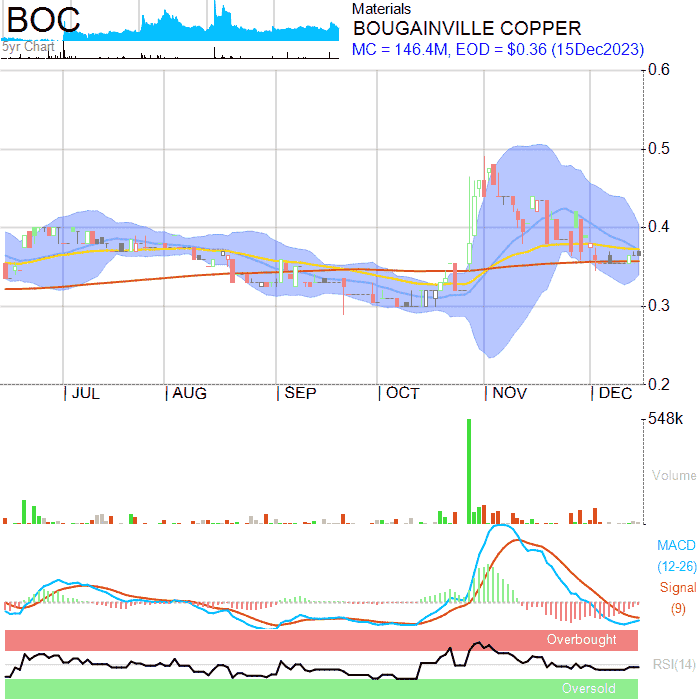 BOC
5yr Chart
Materials
BOUGAINVILLE COPPER
MC = 146.4M, EOD = $0.36 (15Dec2023)
0.6
0.5
0.4
0.3
0.2
JUL
AUG
SEP
OCT
NOV
DEC
548k
Volume
MACD
(12-26)
Signal
(9)
Overbought
RSI(14)
Oversold